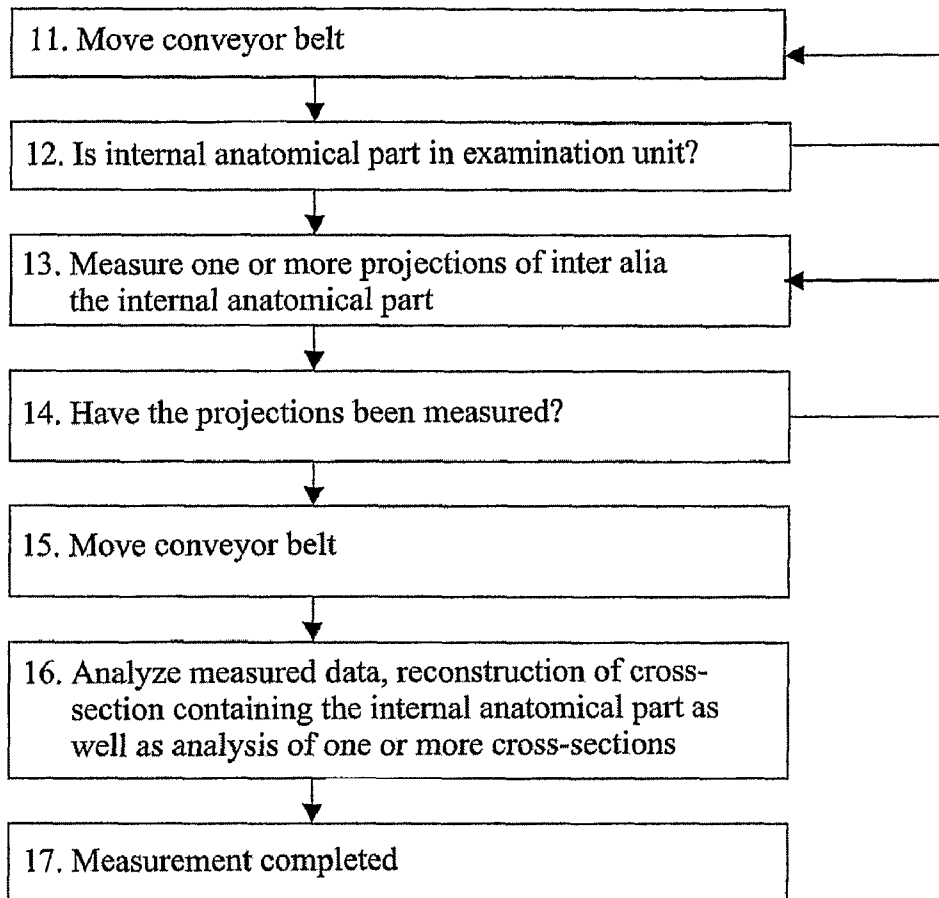 11. Move conveyor belt
12. Is internal anatomical part in examination unit?
13. Measure one or more projections of inter alia
the internal anatomical part
14. Have the projections been measured?
15. Move conveyor belt
16. Analyze measured data, reconstruction of cross-
section containing the internal anatomical part as
well as analysis of one or more cross-sections
17. Measurement completed